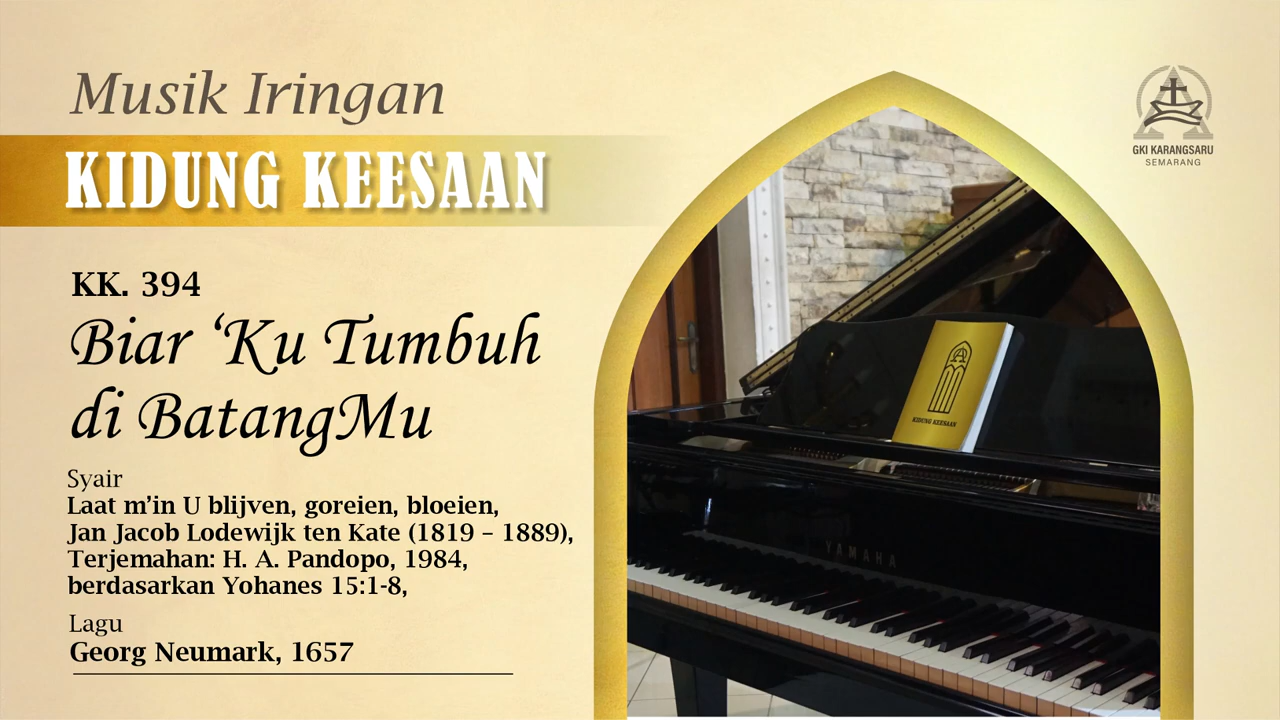 Musik Iringan
KIDUNG KEESAAN
KK. 394
Biar ‘Ku Tumbuh
di BatangMu
Syair
Laat m’in U blijven, goreien, bloeien,
Jan Jacob Lodewijk ten Kate (1819 – 1889),
Terjemahan: H. A. Pandopo, 1984,
berdasarkan Yohanes 15:1-8,
Lagu
Georg Neumark, 1657
GKI KARANGSARU
SEMARANG
KIDUNG KEESAAN
YAMAHA